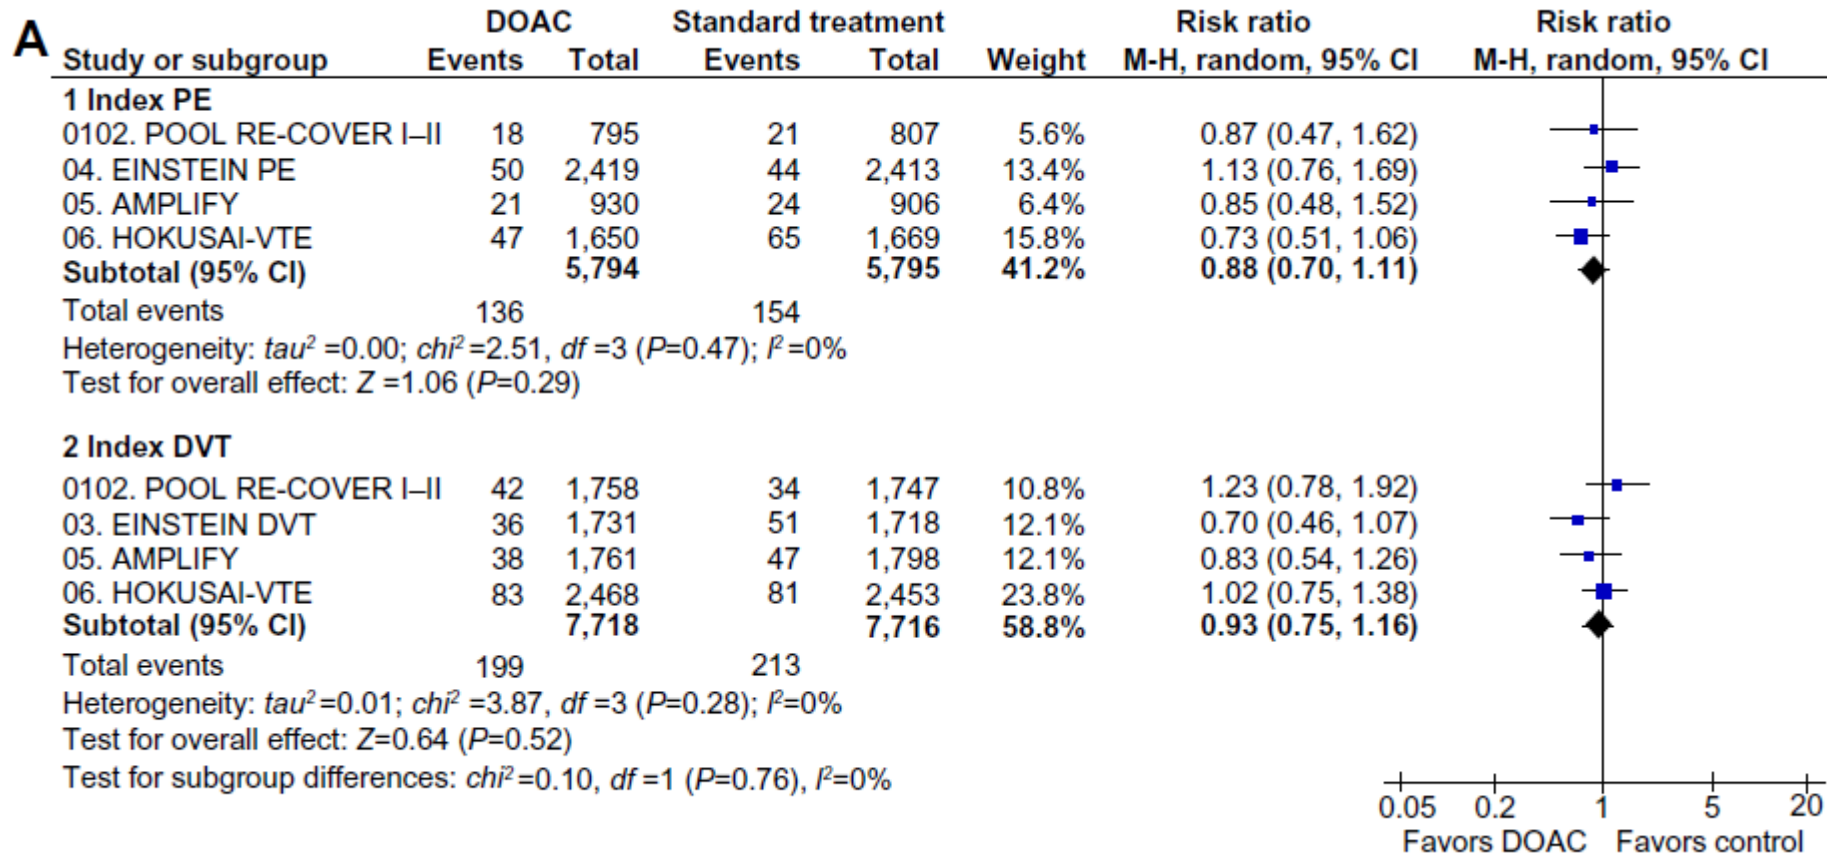 A
DOAC Standard treatment Risk ratio Risk ratio
Study or subgroup Events Total Events Total Weight M-H, random, 95% CI M-H, random, 95% CI
1 Index PE
0102. POOL RE-COVER I–II 18 795 21 807 5.6% 0.87 (0.47, 1.62)
04. EINSTEIN PE 50 2,419 44 2,413 13.4% 1.13 (0.76, 1.69)
05. AMPLIFY 21 930 24 906 6.4% 0.85 (0.48, 1.52)
06. HOKUSAI-VTE 47 1,650 65 1,669 15.8% 0.73 (0.51, 1.06)
Subtotal (95% CI) 5,794 5,795 41.2% 0.88 (0.70, 1.11)
Total events 136 154
Heterogeneity: tau² =0.00; chi² =2.51, df =3 (P=0.47); I² =0%
Test for overall effect: Z =1.06 (P=0.29)
2 Index DVT
0102. POOL RE-COVER I–II 42 1,758 34 1,747 10.8% 1.23 (0.78, 1.92)
03. EINSTEIN DVT 36 1,731 51 1,718 12.1% 0.70 (0.46, 1.07)
05. AMPLIFY 38 1,761 47 1,798 12.1% 0.83 (0.54, 1.26)
06. HOKUSAI-VTE 83 2,468 81 2,453 23.8% 1.02 (0.75, 1.38)
Subtotal (95% CI) 7,718 7,716 58.8% 0.93 (0.75, 1.16)
Total events 199 213
Heterogeneity: tau² =0.01; chi² =3.87, df =3 (P=0.28); I²=0%
Test for overall effect: Z=0.64 (P=0.52)
Test for subgroup differences: chi² =0.10, df =1 (P=0.76), I²=0%
0.05 0.2 1 5 20
Favors DOAC Favors control